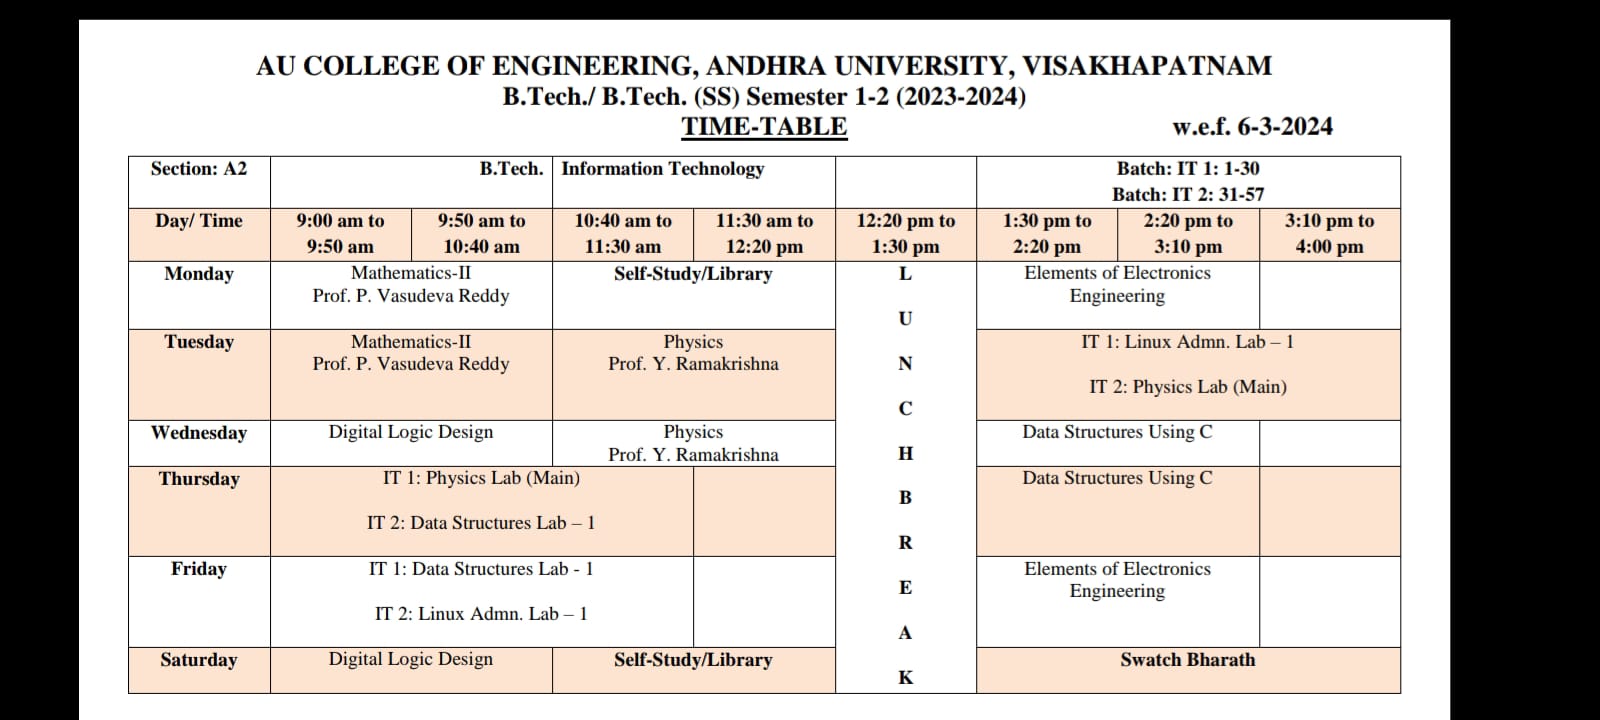 AU COLLEGE OF ENGINEERING, ANDHRA UNIVERSITY, VISAKHAPATNAM
B.Tech./ B.Tech. (SS) Semester 1-2 (2023-2024)
TIME-TABLE w.e.f. 6-3-2024
Section: A2 B.Tech. Information Technology Batch: IT 1: 1-30
Batch: IT 2: 31-57
Day/ Time 9:00 am to 9:50 am to 10:40 am to 11:30 am to 12:20 pm to 1:30 pm to 2:20 pm to 3:10 pm to
9:50 am 10:40 am 11:30 am 12:20 pm 1:30 pm 2:20 pm 3:10 pm 4:00 pm
Monday Mathematics-II Self-Study/Library L Elements of Electronics
Prof. P. Vasudeva Reddy Engineering
U
Tuesday Mathematics-II Physics IT 1: Linux Admn. Lab – 1
Prof. P. Vasudeva Reddy Prof. Y. Ramakrishna N
IT 2: Physics Lab (Main)
C
Wednesday Digital Logic Design Physics Data Structures Using C
Prof. Y. Ramakrishna H
Thursday IT 1: Physics Lab (Main) Data Structures Using C
B
IT 2: Data Structures Lab – 1
R
Friday IT 1: Data Structures Lab - 1 Elements of Electronics
E Engineering
IT 2: Linux Admn. Lab – 1
A
Saturday Digital Logic Design Self-Study/Library Swatch Bharath
K